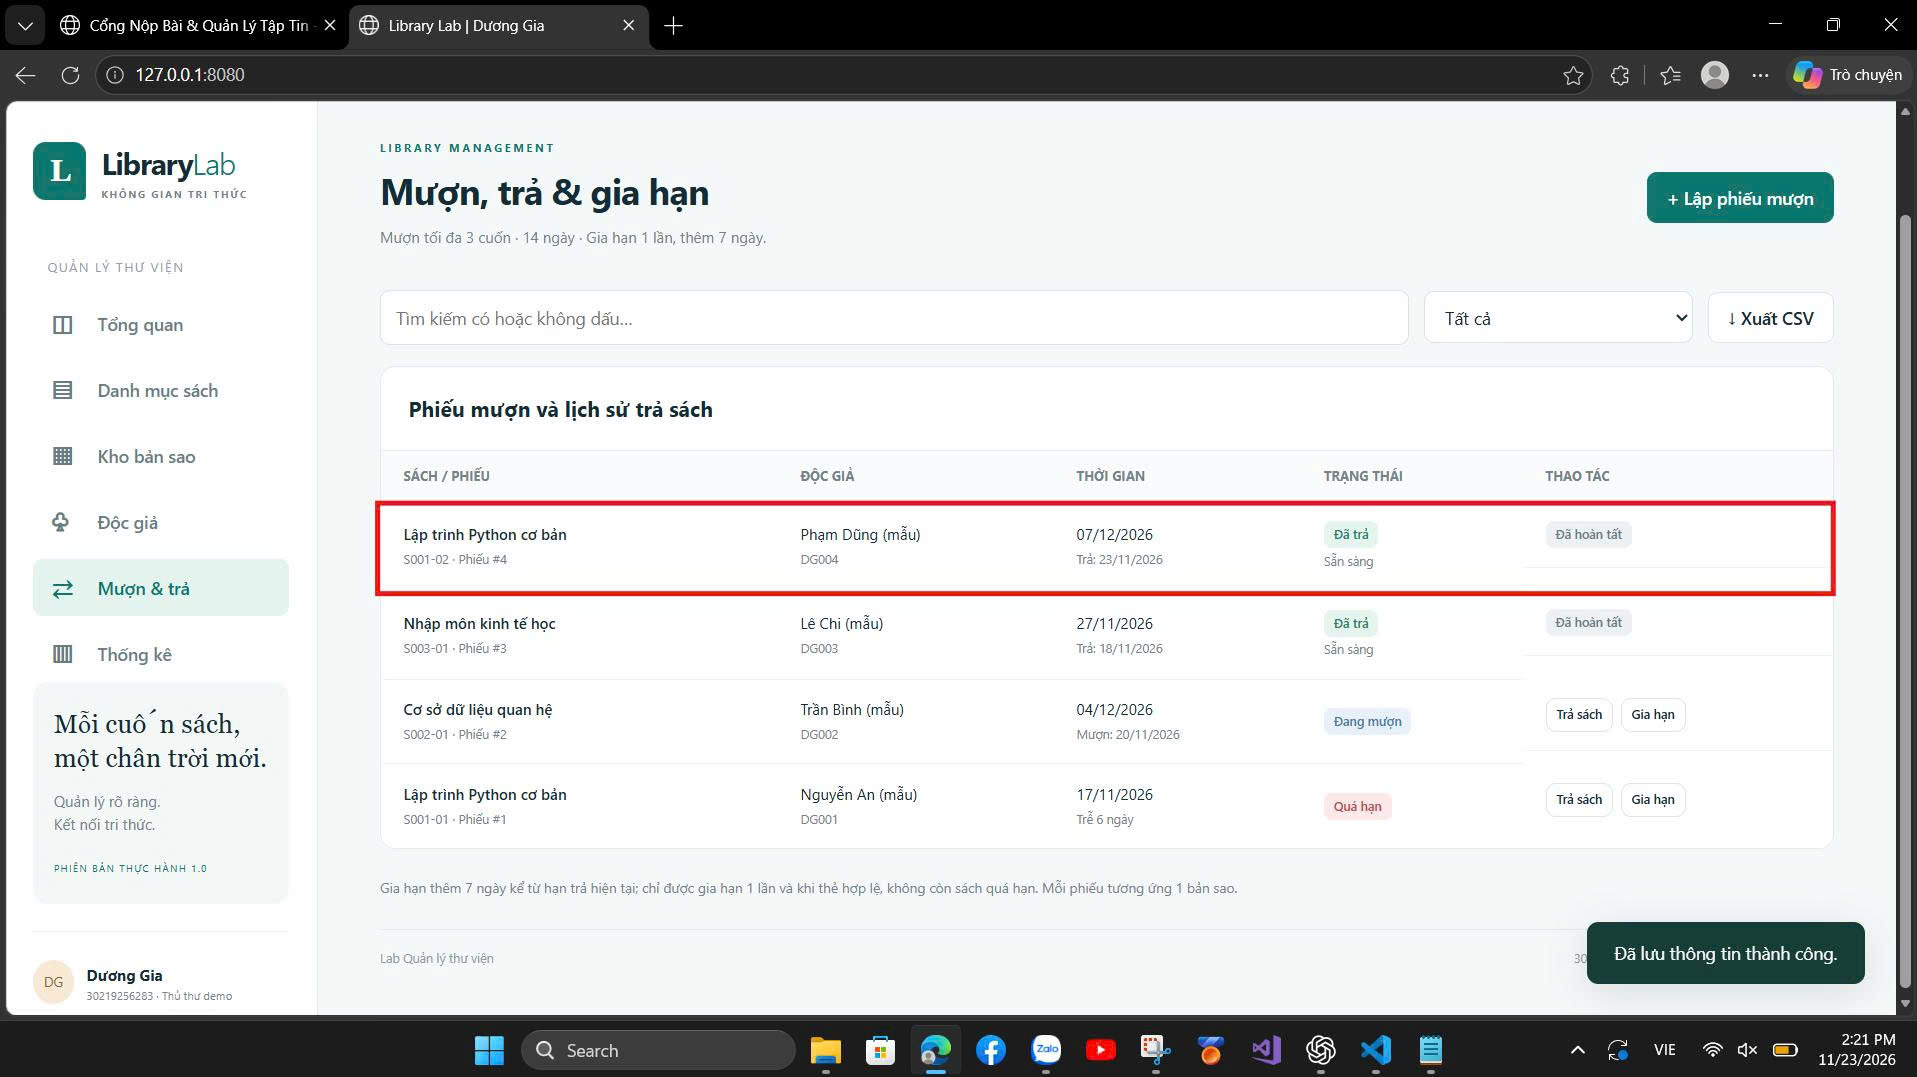 Cổng Nộp Bài & Quản Lý Tập Tin -
Library Lab | Dương Gia
127.0.0.1:8080
Trò chuyện
L
LibraryLab
KHÔNG GIAN TRI THỨC
QUẢN LÝ THƯ VIỆN
Tổng quan
Danh mục sách
Kho bản sao
Độc giả
Mượn & trả
Thống kê
Mỗi cuốn sách,
một chân trời mới.
Quản lý rõ ràng.
Kết nối tri thức.
PHIÊN BẢN THỰC HÀNH 1.0
DG
Dương Gia
30219256283 · Thủ thư demo
LIBRARY MANAGEMENT
Mượn, trả & gia hạn
Mượn tối đa 3 cuốn · 14 ngày · Gia hạn 1 lần, thêm 7 ngày.
+ Lập phiếu mượn
Tìm kiếm có hoặc không dấu...
Tất cả
↓ Xuất CSV
Phiếu mượn và lịch sử trả sách
SÁCH / PHIẾU ĐỘC GIẢ THỜI GIAN TRẠNG THÁI THAO TÁC
Lập trình Python cơ bản Phạm Dũng (mẫu) 07/12/2026 Đã trả Đã hoàn tất
S001-02 · Phiếu #4 DG004 Trả: 23/11/2026 Sẵn sàng
Nhập môn kinh tế học Lê Chi (mẫu) 27/11/2026 Đã trả Đã hoàn tất
S003-01 · Phiếu #3 DG003 Trả: 18/11/2026 Sẵn sàng
Cơ sở dữ liệu quan hệ Trần Bình (mẫu) 04/12/2026 Đang mượn Trả sách Gia hạn
S002-01 · Phiếu #2 DG002 Mượn: 20/11/2026
Lập trình Python cơ bản Nguyễn An (mẫu) 17/11/2026 Quá hạn Trả sách Gia hạn
S001-01 · Phiếu #1 DG001 Trễ 6 ngày
Gia hạn thêm 7 ngày kể từ hạn trả hiện tại; chỉ được gia hạn 1 lần và khi thẻ hợp lệ, không còn sách quá hạn. Mỗi phiếu tương ứng 1 bản sao.
Lab Quản lý thư viện 30
Đã lưu thông tin thành công.
Search
Zalo
VIE
2:21 PM
11/23/2026